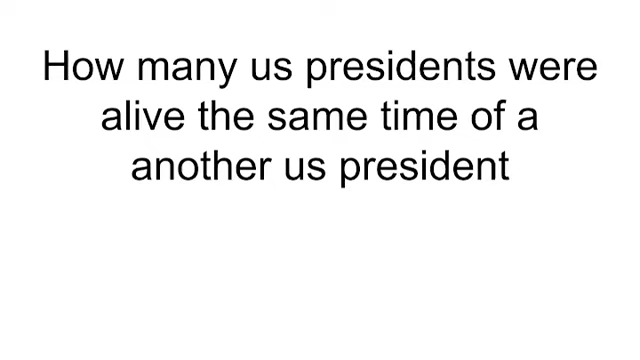 How many us presidents were
alive the same time of a
another us president